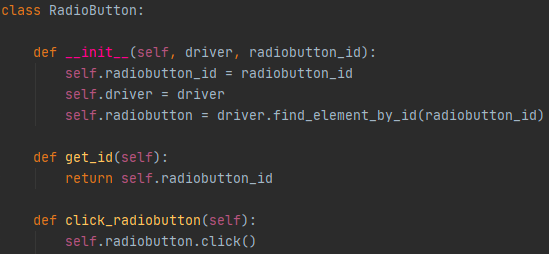 class RadioButton:
    def __init__(self, driver, radiobutton_id):
        self.radiobutton_id = radiobutton_id
        self.driver = driver
        self.radiobutton = driver.find_element_by_id(radiobutton_id)
    def get_id(self):
        return self.radiobutton_id
    def click_radiobutton(self):
        self.radiobutton.click()